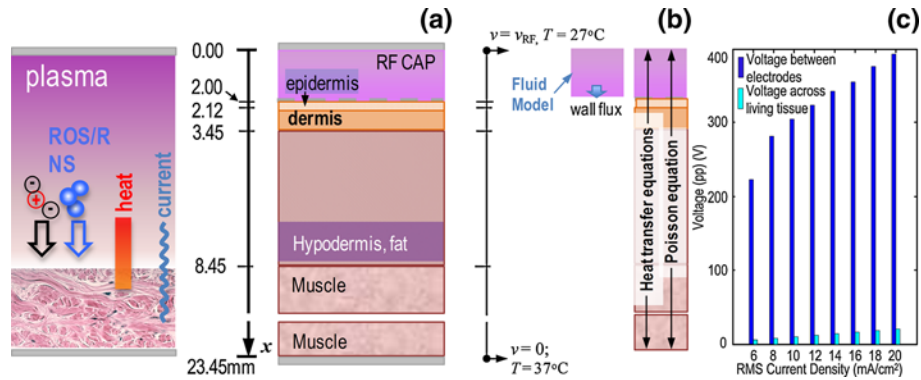 (a)
(b)
(c)
plasma
ROS/R
NS
heat
current
-
+
-
0.00
2.00
2.12
3.45
8.45
x
23.45mm
RF CAP
epidermis
dermis
Hypodermis, fat
Muscle
Muscle
v= vRF, T = 27°C
Fluid
Model
wall flux
v=0;
T=37°C
Heat transfer equations
Poisson equation
Voltage between
electrodes
Voltage across
living tissue
Voltage (pp) (V)
400
300
200
100
0
6 8 10 12 14 16 18 20
RMS Current Density (mA/cm²)